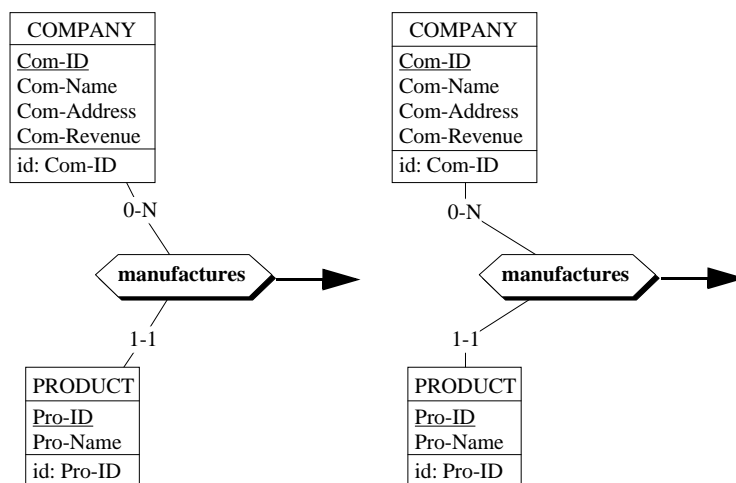 COMPANY
Com-ID
Com-Name
Com-Address
Com-Revenue
id: Com-ID
0-N
manufactures
1-1
PRODUCT
Pro-ID
Pro-Name
id: Pro-ID
COMPANY
Com-ID
Com-Name
Com-Address
Com-Revenue
id: Com-ID
0-N
manufactures
1-1
PRODUCT
Pro-ID
Pro-Name
id: Pro-ID